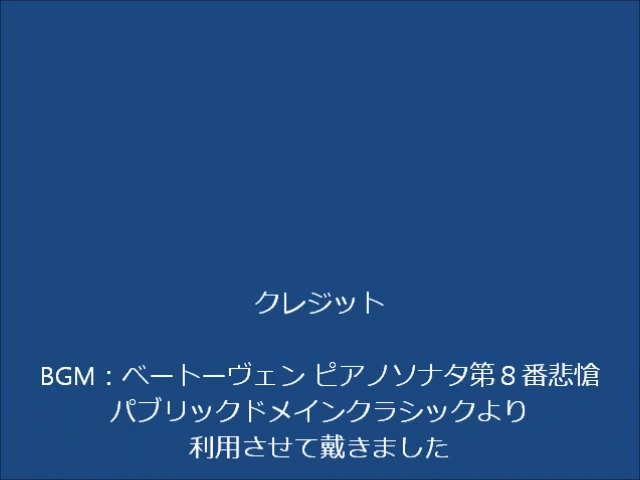 クレジット
BGM：ベートーヴェン ピアノソナタ第８番悲愴
パブリックドメインクラシックより
利用させて戴きました